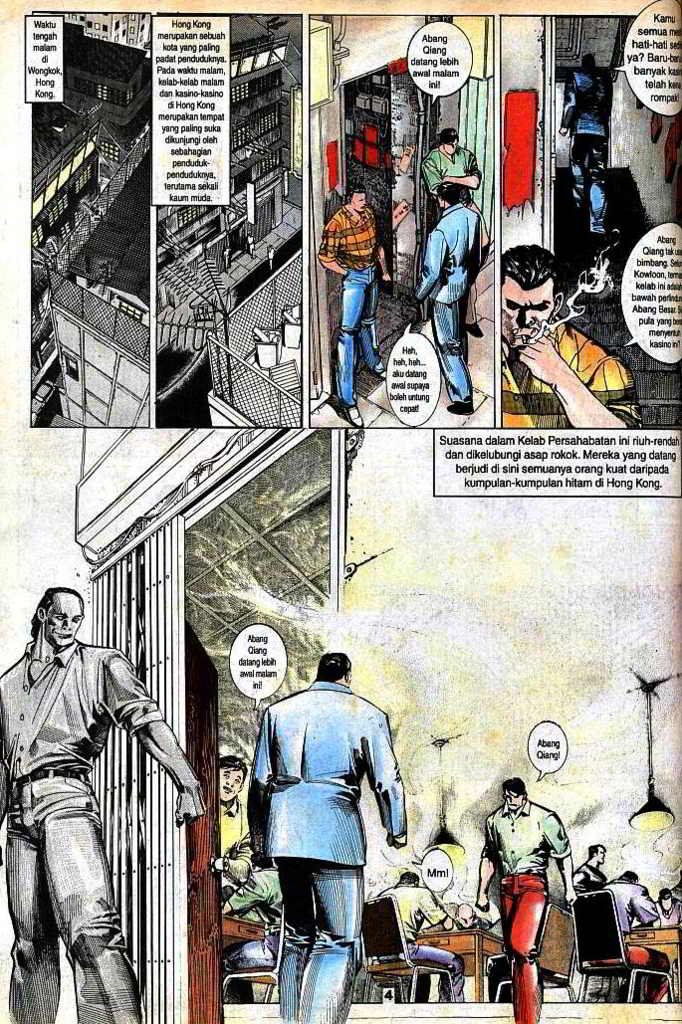 Waktu
tengah
malam di
Wongkok,
Hong
Kong.
Hong Kong
merupakan sebuah
kota yang paling
padat penduduknya.
Pada waktu malam,
kelab-kelab malam
dan kasino-kasino
di Hong Kong
merupakan tempat
yang paling suka
dikunjungi oleh
sebahagian
penduduk-
penduduknya,
terutama sekali
kaum muda.
Abang
Qiang
datang lebih
awal malam
ini!
Heh,
heh, heh...
aku datang
awal supaya
boleh untung
cepat!
Kamu
semua
hati-hati
ya? Baru-
banyak
telah
rompak!
Abang
Qiang tak
bimbang.
Kowloon,
kelab ini
bawah
Abang Besar.
pula yang
menyentuh
kasino ini?
Suasana dalam Kelab Persahabatan ini riuh-rendah
dan dikelubungi asap rokok. Mereka yang datang
berjudi di sini semuanya orang kuat daripada
kumpulan-kumpulan hitam di Hong Kong.
Abang
Qiang
datang lebih
awal malam
ini!
Abang
Qiang!
Mm!
4